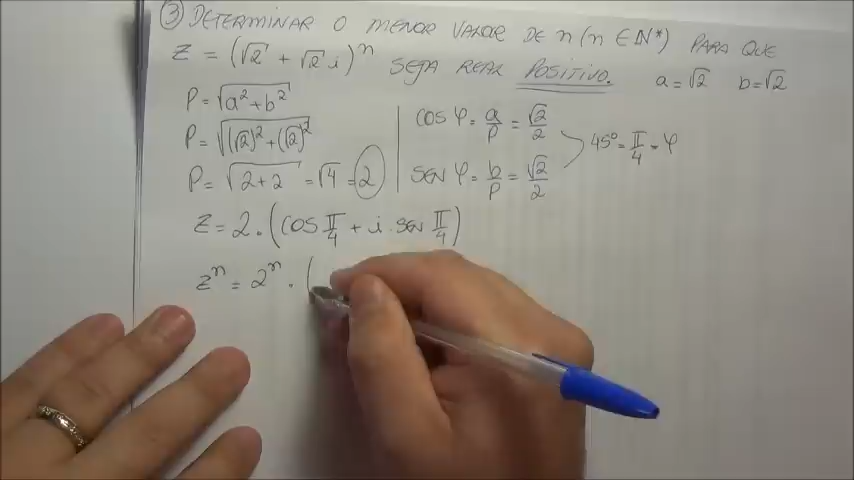 ③ DETERMINAR O MENOR VALOR DE n (n ∈ N*) PARA QUE
Z = (√2 + √2 i)ⁿ SEJA REAL POSITIVO. a = √2 b = √2
P = √a² + b²
P = √(√2)² + (√2)²
P = √2 + 2 = √4 = 2
COS φ = a/P = √2/2
SEN φ = b/P = √2/2
45° = π/4 = φ
Z = 2 . (COS π/4 + i . SEN π/4)
Zⁿ = 2ⁿ . (